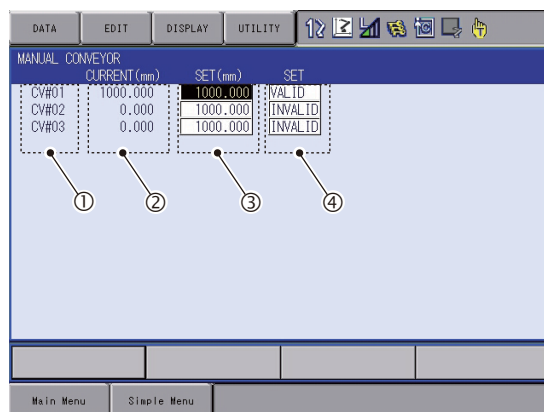 DATA EDIT DISPLAY UTILITY
MANUAL CONVEYOR
CURRENT(mm) SET(mm) SET
CV#01 1000.000 1000.000 VALID
CV#02 0.000 1000.000 INVALID
CV#03 0.000 1000.000 INVALID
① ② ③ ④
Main Menu Simple Menu